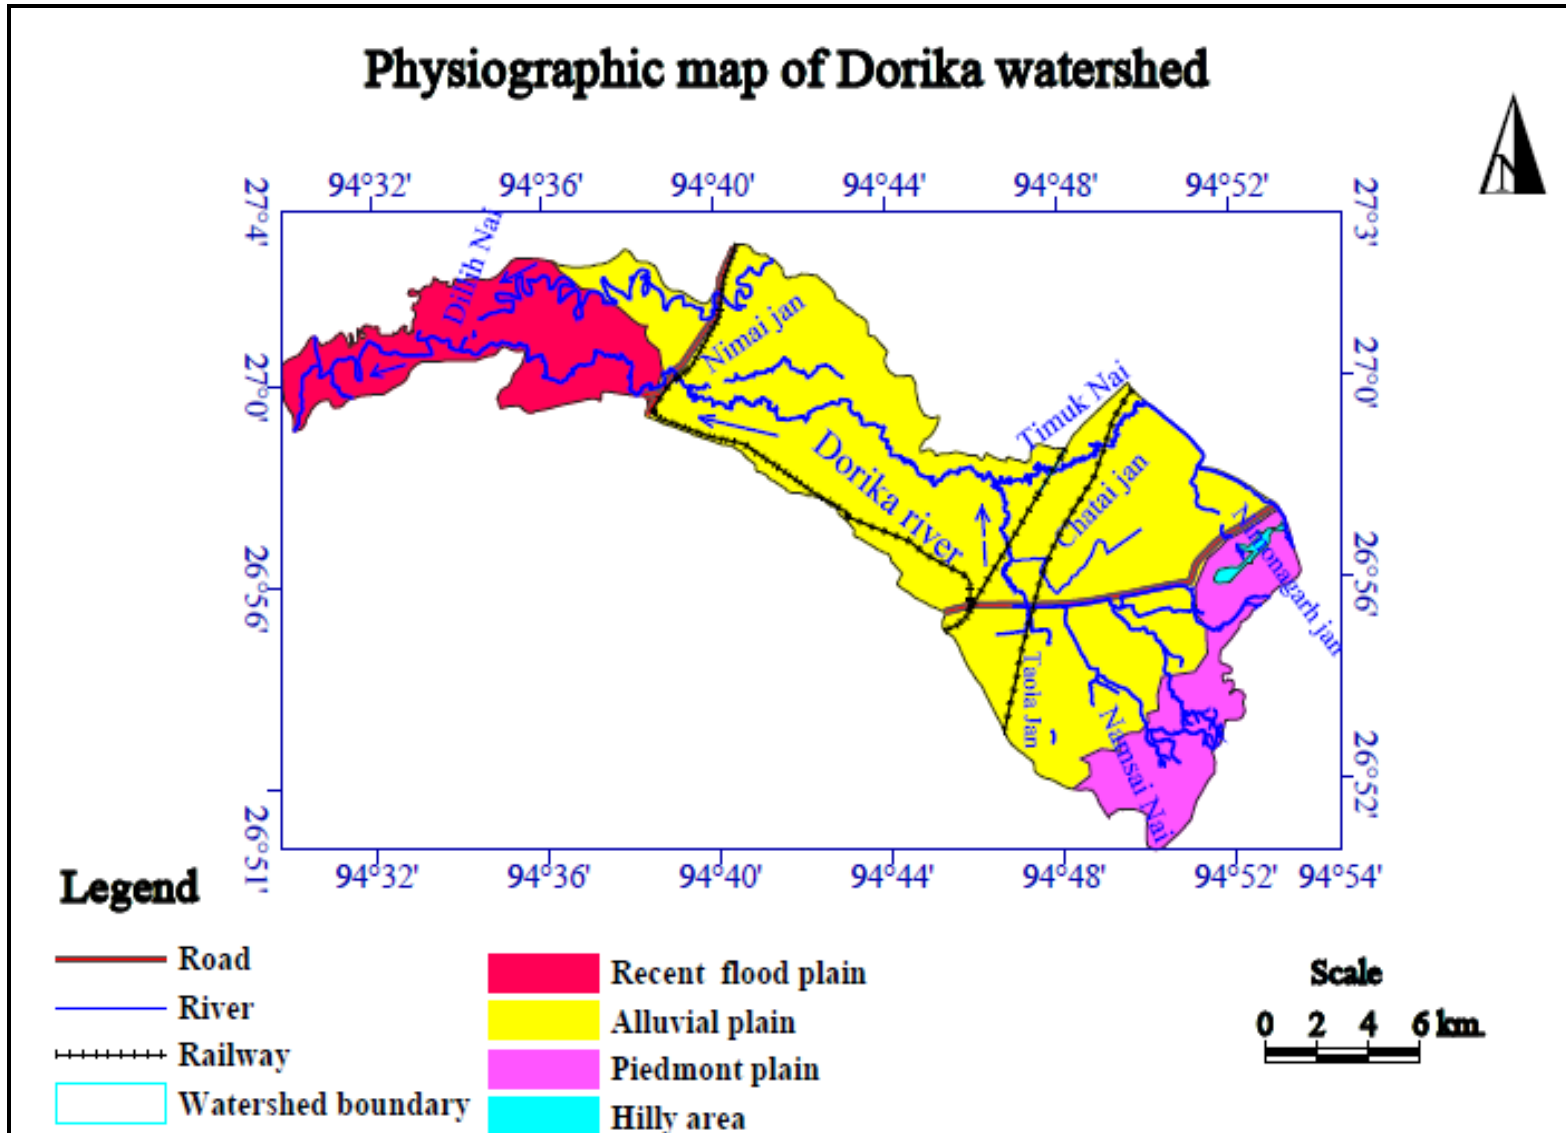 Physiographic map of Dorika watershed
N
94°32' 94°36' 94°40' 94°44' 94°48' 94°52'
27°4'
27°3'
Dillih Nai
Nimai jan
27°0'
27°0'
Timuk Nai
Dorika river
Chatai jan
Nimonagarh jan
26°56'
26°56'
Taola Jan
Namsai Nai
26°52'
26°51'
94°32' 94°36' 94°40' 94°44' 94°48' 94°52' 94°54'
Legend
Road
River
Railway
Watershed boundary
Recent flood plain
Alluvial plain
Piedmont plain
Hilly area
Scale
0 2 4 6 km.